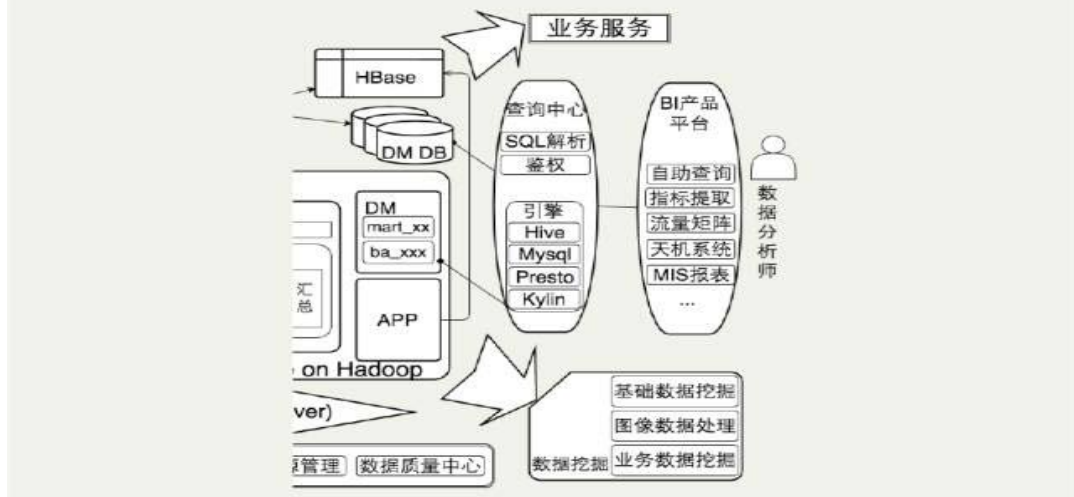 业务服务
HBase
DM DB
查询中心
SQL解析
鉴权
引擎
Hive
Mysql
Presto
Kylin
BI产品
平台
自助查询
指标提取
流量矩阵
天机系统
MIS报表
...
数据分析师
DM
mart_xx
ba_xxx
汇总
APP
on Hadoop
ver)
管理
数据质量中心
基础数据挖掘
图像数据处理
业务数据挖掘
数据挖掘